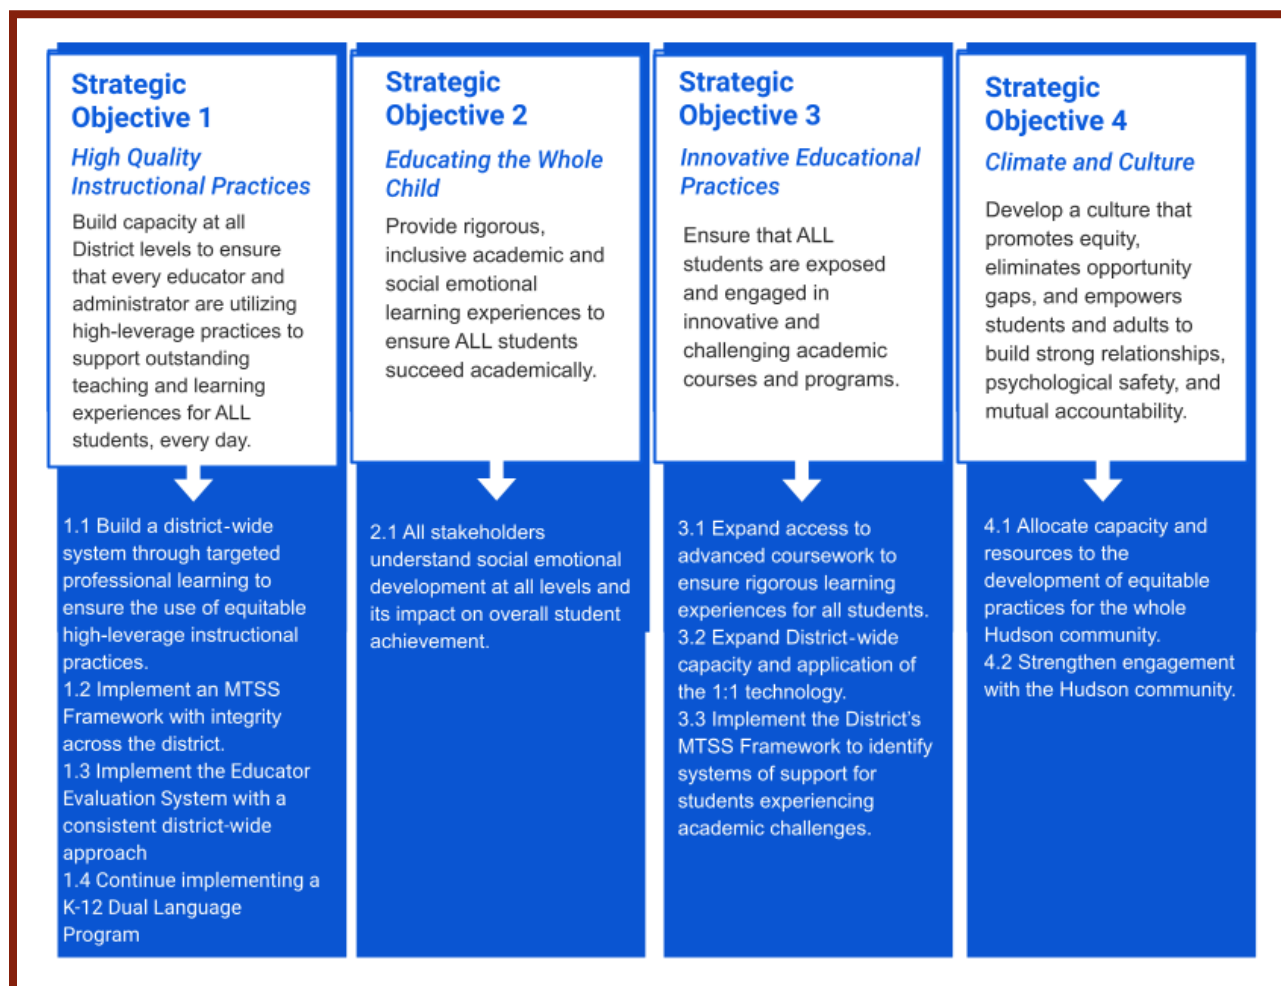 Strategic
Objective 1
High Quality
Instructional Practices
Build capacity at all
District levels to ensure
that every educator and
administrator are utilizing
high-leverage practices to
support outstanding
teaching and learning
experiences for ALL
students, every day.
1.1 Build a district-wide
system through targeted
professional learning to
ensure the use of equitable
high-leverage instructional
practices.
1.2 Implement an MTSS
Framework with integrity
across the district.
1.3 Implement the Educator
Evaluation System with a
consistent district-wide
approach
1.4 Continue implementing a
K-12 Dual Language
Program
Strategic
Objective 2
Educating the Whole
Child
Provide rigorous,
inclusive academic and
social emotional
learning experiences to
ensure ALL students
succeed academically.
2.1 All stakeholders
understand social emotional
development at all levels and
its impact on overall student
achievement.
Strategic
Objective 3
Innovative Educational
Practices
Ensure that ALL
students are exposed
and engaged in
innovative and
challenging academic
courses and programs.
3.1 Expand access to
advanced coursework to
ensure rigorous learning
experiences for all students.
3.2 Expand District-wide
capacity and application of
the 1:1 technology.
3.3 Implement the District's
MTSS Framework to identify
systems of support for
students experiencing
academic challenges.
Strategic
Objective 4
Climate and Culture
Develop a culture that
promotes equity,
eliminates opportunity
gaps, and empowers
students and adults to
build strong relationships,
psychological safety, and
mutual accountability.
4.1 Allocate capacity and
resources to the
development of equitable
practices for the whole
Hudson community.
4.2 Strengthen engagement
with the Hudson community.